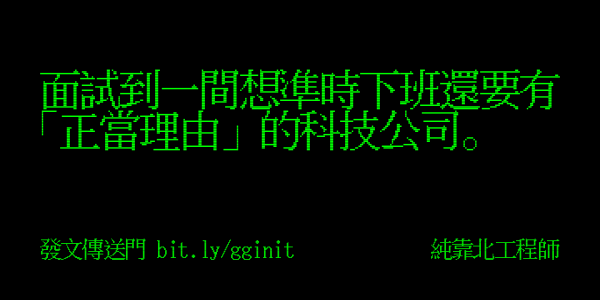 面試到一間想準時下班還要有
「正當理由」的科技公司。
發文傳送門 bit.ly/gginit
純靠北工程師